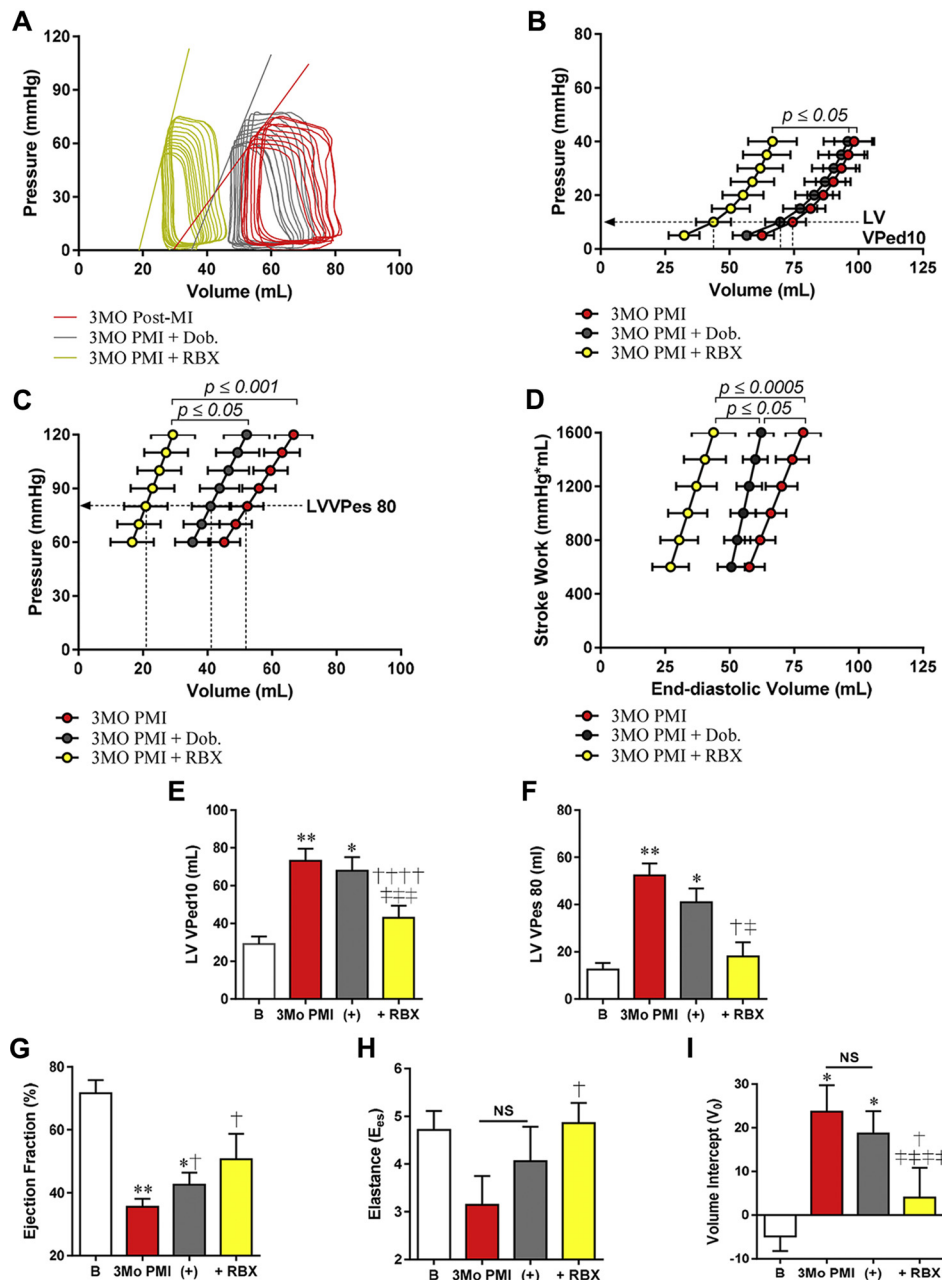 A
Pressure (mmHg)
120
90
60
30
0
0 20 40 60 80 100
Volume (mL)
3MO Post-MI
3MO PMI + Dob.
3MO PMI + RBX
B
Pressure (mmHg)
80
60
40
20
0
p ≤ 0.05
LV
VPed10
0 25 50 75 100 125
Volume (mL)
3MO PMI
3MO PMI + Dob.
3MO PMI + RBX
C
Pressure (mmHg)
p ≤ 0.001
p ≤ 0.05
120
90
60
30
0
LVVPes 80
0 20 40 60 80 100
Volume (mL)
3MO PMI
3MO PMI + Dob.
3MO PMI + RBX
D
Stroke Work (mmHg*mL)
p ≤ 0.0005
p ≤ 0.05
1600
1200
800
400
0
0 25 50 75 100 125
End-diastolic Volume (mL)
3MO PMI
3MO PMI + Dob.
3MO PMI + RBX
E
LV VPed10 (mL)
100
80
60
40
20
0
** * ††††
‡‡‡
B 3Mo PMI (+) + RBX
F
LV VPes 80 (ml)
80
60
40
20
0
** * †‡
B 3Mo PMI (+) + RBX
G
Ejection Fraction (%)
80
60
40
20
** *† †
B 3Mo PMI (+) + RBX
H
Elastance (Ees)
6
5
4
3
2
NS
†
B 3Mo PMI (+) + RBX
I
Volume Intercept (V0)
30
20
10
0
-10
NS
* * †
‡‡‡‡
B 3Mo PMI (+) + RBX